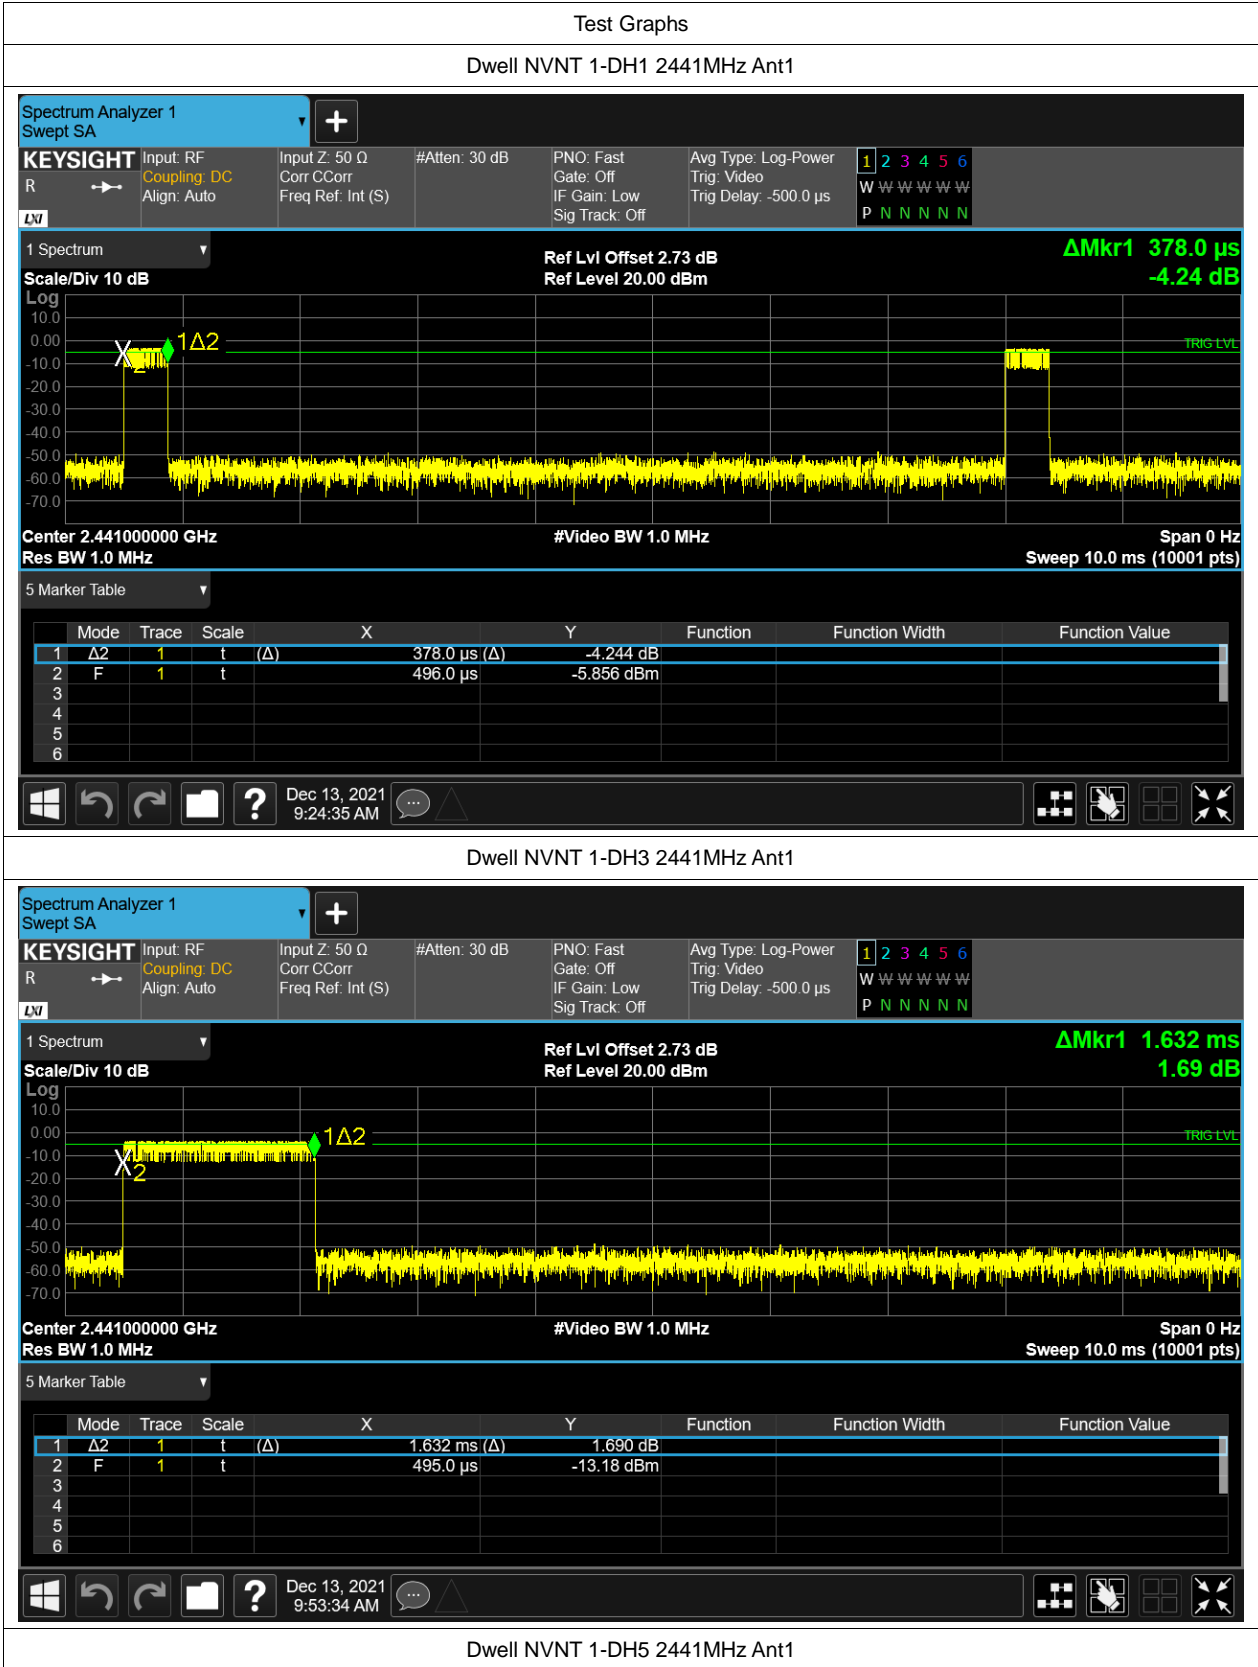 Test Graphs
Dwell NVNT 1-DH1 2441MHz Ant1
Spectrum Analyzer 1
Swept SA
KEYSIGHT Input: RF Input Z: 50 Ω #Atten: 30 dB PNO: Fast Avg Type: Log-Power 1 2 3 4 5 6
R Coupling: DC Corr CCorr Gate: Off Trig: Video W W W W W W
Align: Auto Freq Ref: Int (S) IF Gain: Low Trig Delay: -500.0 µs
LXI Sig Track: Off P N N N N N
1 Spectrum Ref Lvl Offset 2.73 dB ΔMkr1 378.0 µs
Scale/Div 10 dB Ref Level 20.00 dBm -4.24 dB
Log
10.0
0.00 1Δ2 TRIG LVL
-10.0 2
-20.0
-30.0
-40.0
-50.0
-60.0
-70.0
Center 2.441000000 GHz #Video BW 1.0 MHz Span 0 Hz
Res BW 1.0 MHz Sweep 10.0 ms (10001 pts)
5 Marker Table
Mode Trace Scale X Y Function Function Width Function Value
1 Δ2 1 t (Δ) 378.0 µs (Δ) -4.244 dB
2 F 1 t 496.0 µs -5.856 dBm
3
4
5
6
? Dec 13, 2021
9:24:35 AM
Dwell NVNT 1-DH3 2441MHz Ant1
Spectrum Analyzer 1
Swept SA
KEYSIGHT Input: RF Input Z: 50 Ω #Atten: 30 dB PNO: Fast Avg Type: Log-Power 1 2 3 4 5 6
R Coupling: DC Corr CCorr Gate: Off Trig: Video W W W W W W
Align: Auto Freq Ref: Int (S) IF Gain: Low Trig Delay: -500.0 µs
LXI Sig Track: Off P N N N N N
1 Spectrum Ref Lvl Offset 2.73 dB ΔMkr1 1.632 ms
Scale/Div 10 dB Ref Level 20.00 dBm 1.69 dB
Log
10.0
0.00 1Δ2 TRIG LVL
-10.0
-20.0 2
-30.0
-40.0
-50.0
-60.0
-70.0
Center 2.441000000 GHz #Video BW 1.0 MHz Span 0 Hz
Res BW 1.0 MHz Sweep 10.0 ms (10001 pts)
5 Marker Table
Mode Trace Scale X Y Function Function Width Function Value
1 Δ2 1 t (Δ) 1.632 ms (Δ) 1.690 dB
2 F 1 t 495.0 µs -13.18 dBm
3
4
5
6
? Dec 13, 2021
9:53:34 AM
Dwell NVNT 1-DH5 2441MHz Ant1